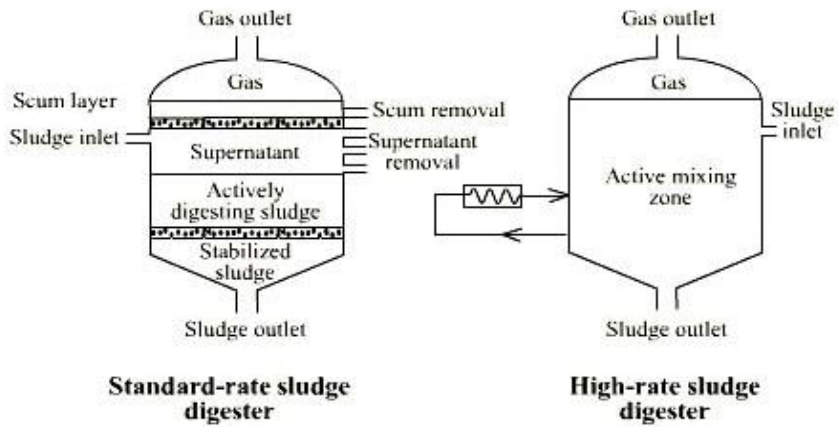 Gas outlet
Gas
Scum layer
Scum removal
Sludge inlet
Supernatant
Supernatant
removal
Actively
digesting sludge
Stabilized
sludge
Sludge outlet
Standard-rate sludge
digester
Gas outlet
Gas
Sludge
inlet
Active mixing
zone
Sludge outlet
High-rate sludge
digester